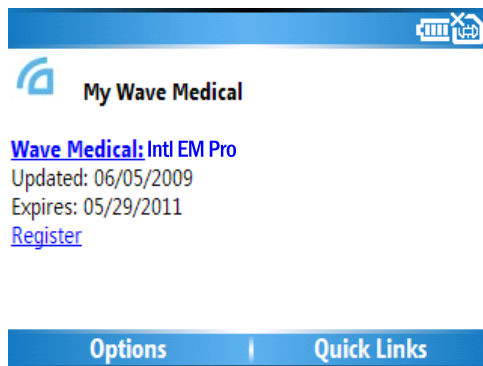 My Wave Medical
Wave Medical: Intl EM Pro
Updated: 06/05/2009
Expires: 05/29/2011
Register
Options Quick Links